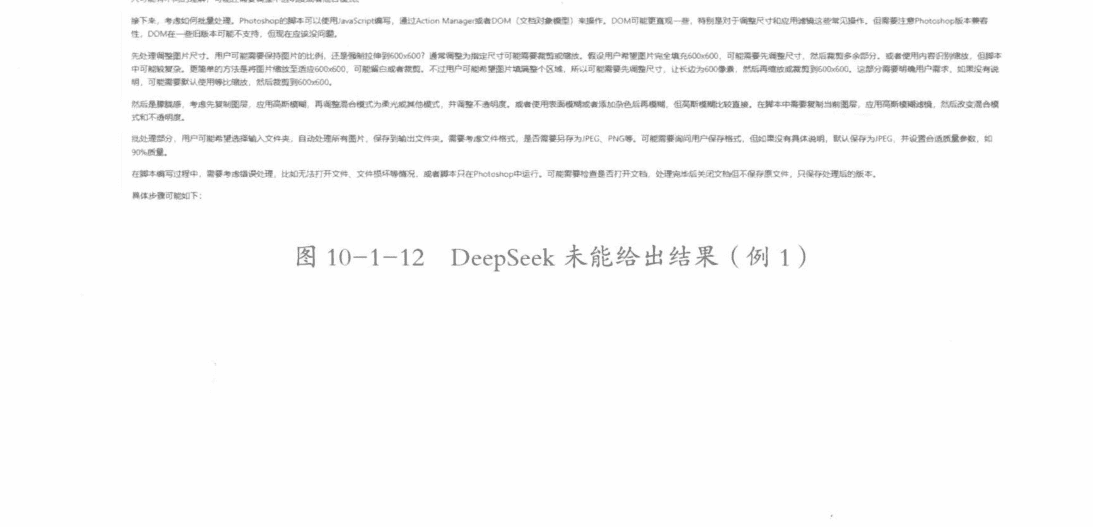 接下来，考虑如何批量处理。Photoshop的脚本可以使用JavaScript编写，通过Action Manager或者DOM（文档对象模型）来操作。DOM可能更直观一些，特别是对于调整尺寸和应用滤镜这些常见操作。但需要注意Photoshop版本兼容
性，DOM在一些旧版本可能不支持，但现在应该没问题。
先处理调整图片尺寸。用户可能需要保持图片的比例，还是强制拉伸到600x600？通常调整为指定尺寸可能需要裁剪或缩放。假设用户希望图片完全填充600x600，可能需要先调整尺寸，然后裁剪多余部分。或者使用内容识别缩放，但脚本
中可能较复杂。更简单的方法是将图片缩放至适应600x600，可能留白或者裁剪。不过用户可能希望图片填满整个区域，所以可能需要先调整尺寸，让长边为600像素，然后再缩放或裁剪到600x600。这部分需要明确用户需求，如果没有说
明，可能需要默认使用等比缩放，然后裁剪到600x600。
然后是朦胧感，考虑先复制图层，应用高斯模糊，再调整混合模式为柔光或其他模式，并调整不透明度。或者使用表面模糊或者添加杂色后再模糊，但高斯模糊比较直接。在脚本中需要复制当前图层，应用高斯模糊滤镜，然后改变混合模
式和不透明度。
批处理部分，用户可能希望选择输入文件夹，自动处理所有图片，保存到输出文件夹。需要考虑文件格式，是否需要另存为JPEG、PNG等。可能需要询问用户保存格式，但如果没有具体说明，默认保存为JPEG，并设置合适质量参数，如
90%质量。
在脚本编写过程中，需要考虑错误处理，比如无法打开文件、文件损坏等情况，或者脚本只在Photoshop中运行。可能需要检查是否打开文档，处理完毕后关闭文档但不保存原文件，只保存处理后的版本。
具体步骤可能如下：
图 10-1-12 DeepSeek 未能给出结果（例 1）